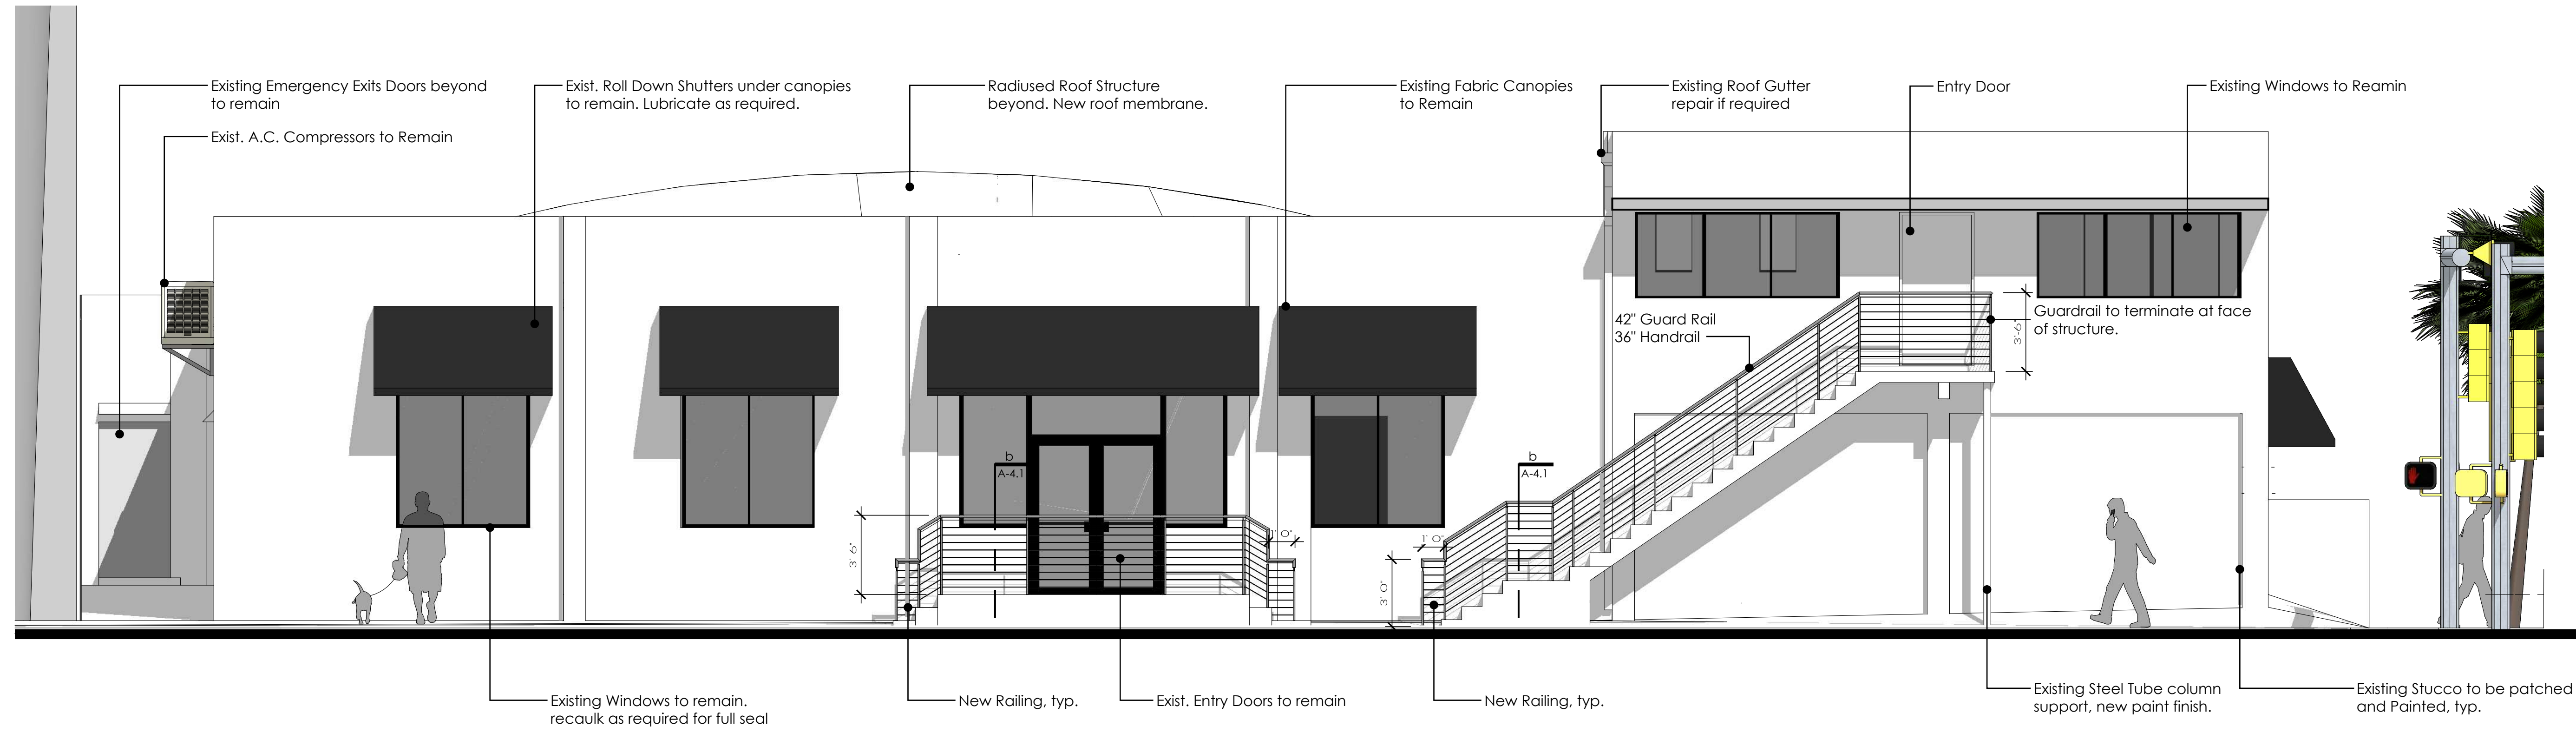 Existing Emergency Exits Doors beyond
to remain
Exist. A.C. Compressors to Remain
Exist. Roll Down Shutters under canopies
to remain. Lubricate as required.
Radiused Roof Structure
beyond. New roof membrane.
Existing Fabric Canopies
to Remain
Existing Roof Gutter
repair if required
Entry Door
Existing Windows to Reamin
42" Guard Rail
36" Handrail
3'-6"
Guardrail to terminate at face
of structure.
b
A-4.1
b
A-4.1
3' 6"
1' 0"
1' 0"
3' 0"
Existing Windows to remain.
recaulk as required for full seal
New Railing, typ.
Exist. Entry Doors to remain
New Railing, typ.
Existing Steel Tube column
support, new paint finish.
Existing Stucco to be patched
and Painted, typ.